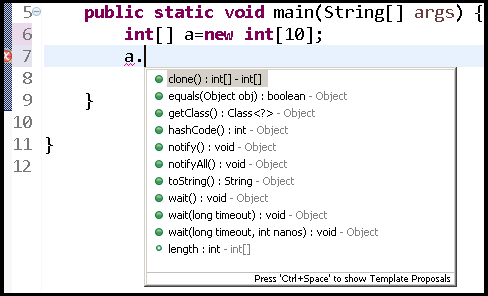 5 public static void main(String[] args) {
6 int[] a=new int[10];
7 a.
8 clone() : int[] - int[]
equals(Object obj) : boolean - Object
9 }
getClass() : Class<?> - Object
10 hashCode() : int - Object
notify() : void - Object
11 }
notifyAll() : void - Object
12
toString() : String - Object
wait() : void - Object
wait(long timeout) : void - Object
wait(long timeout, int nanos) : void - Object
length : int - int[]
Press 'Ctrl+Space' to show Template Proposals